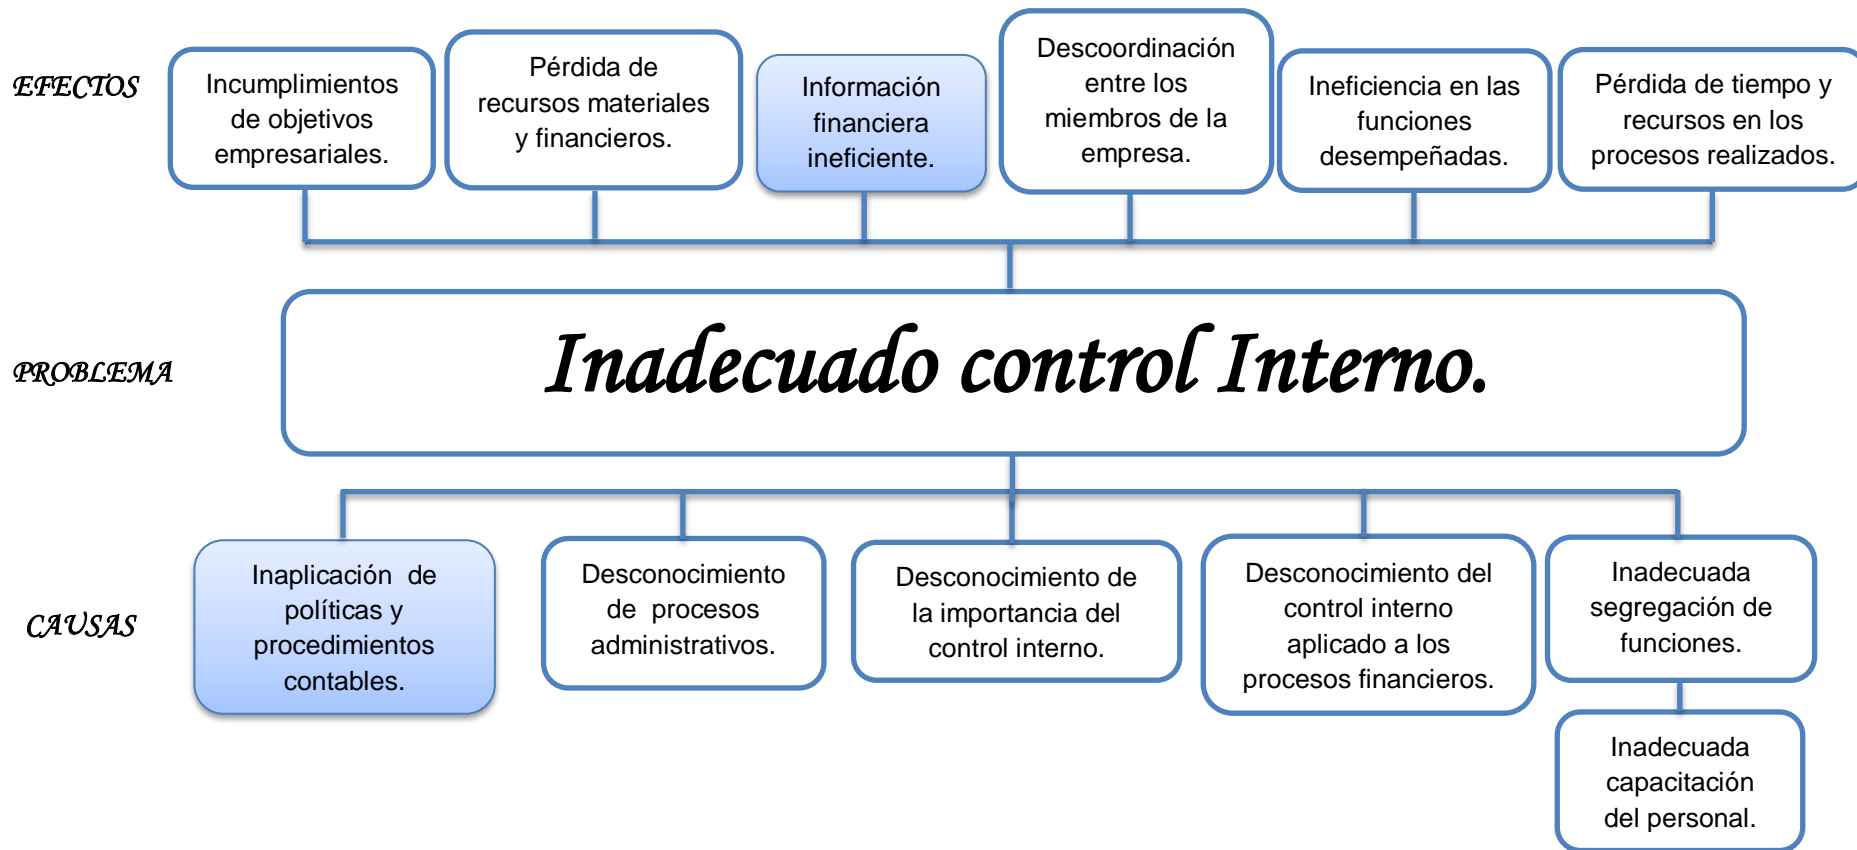 EFECTOS
Incumplimientos
de objetivos
empresariales.
Pérdida de
recursos materiales
y financieros.
Información
financiera
ineficiente.
Descoordinación
entre los
miembros de la
empresa.
Ineficiencia en las
funciones
desempeñadas.
Pérdida de tiempo y
recursos en los
procesos realizados.
PROBLEMA
Inadecuado control Interno.
CAUSAS
Inaplicación de
políticas y
procedimientos
contables.
Desconocimiento
de procesos
administrativos.
Desconocimiento de
la importancia del
control interno.
Desconocimiento del
control interno
aplicado a los
procesos financieros.
Inadecuada
segregación de
funciones.
Inadecuada
capacitación
del personal.